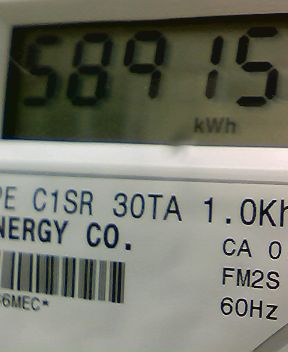 58915
kWh
PE C1SR 30TA 1.0Kh
NERGY CO.
CA 0
FM2S
6MEC*
60Hz